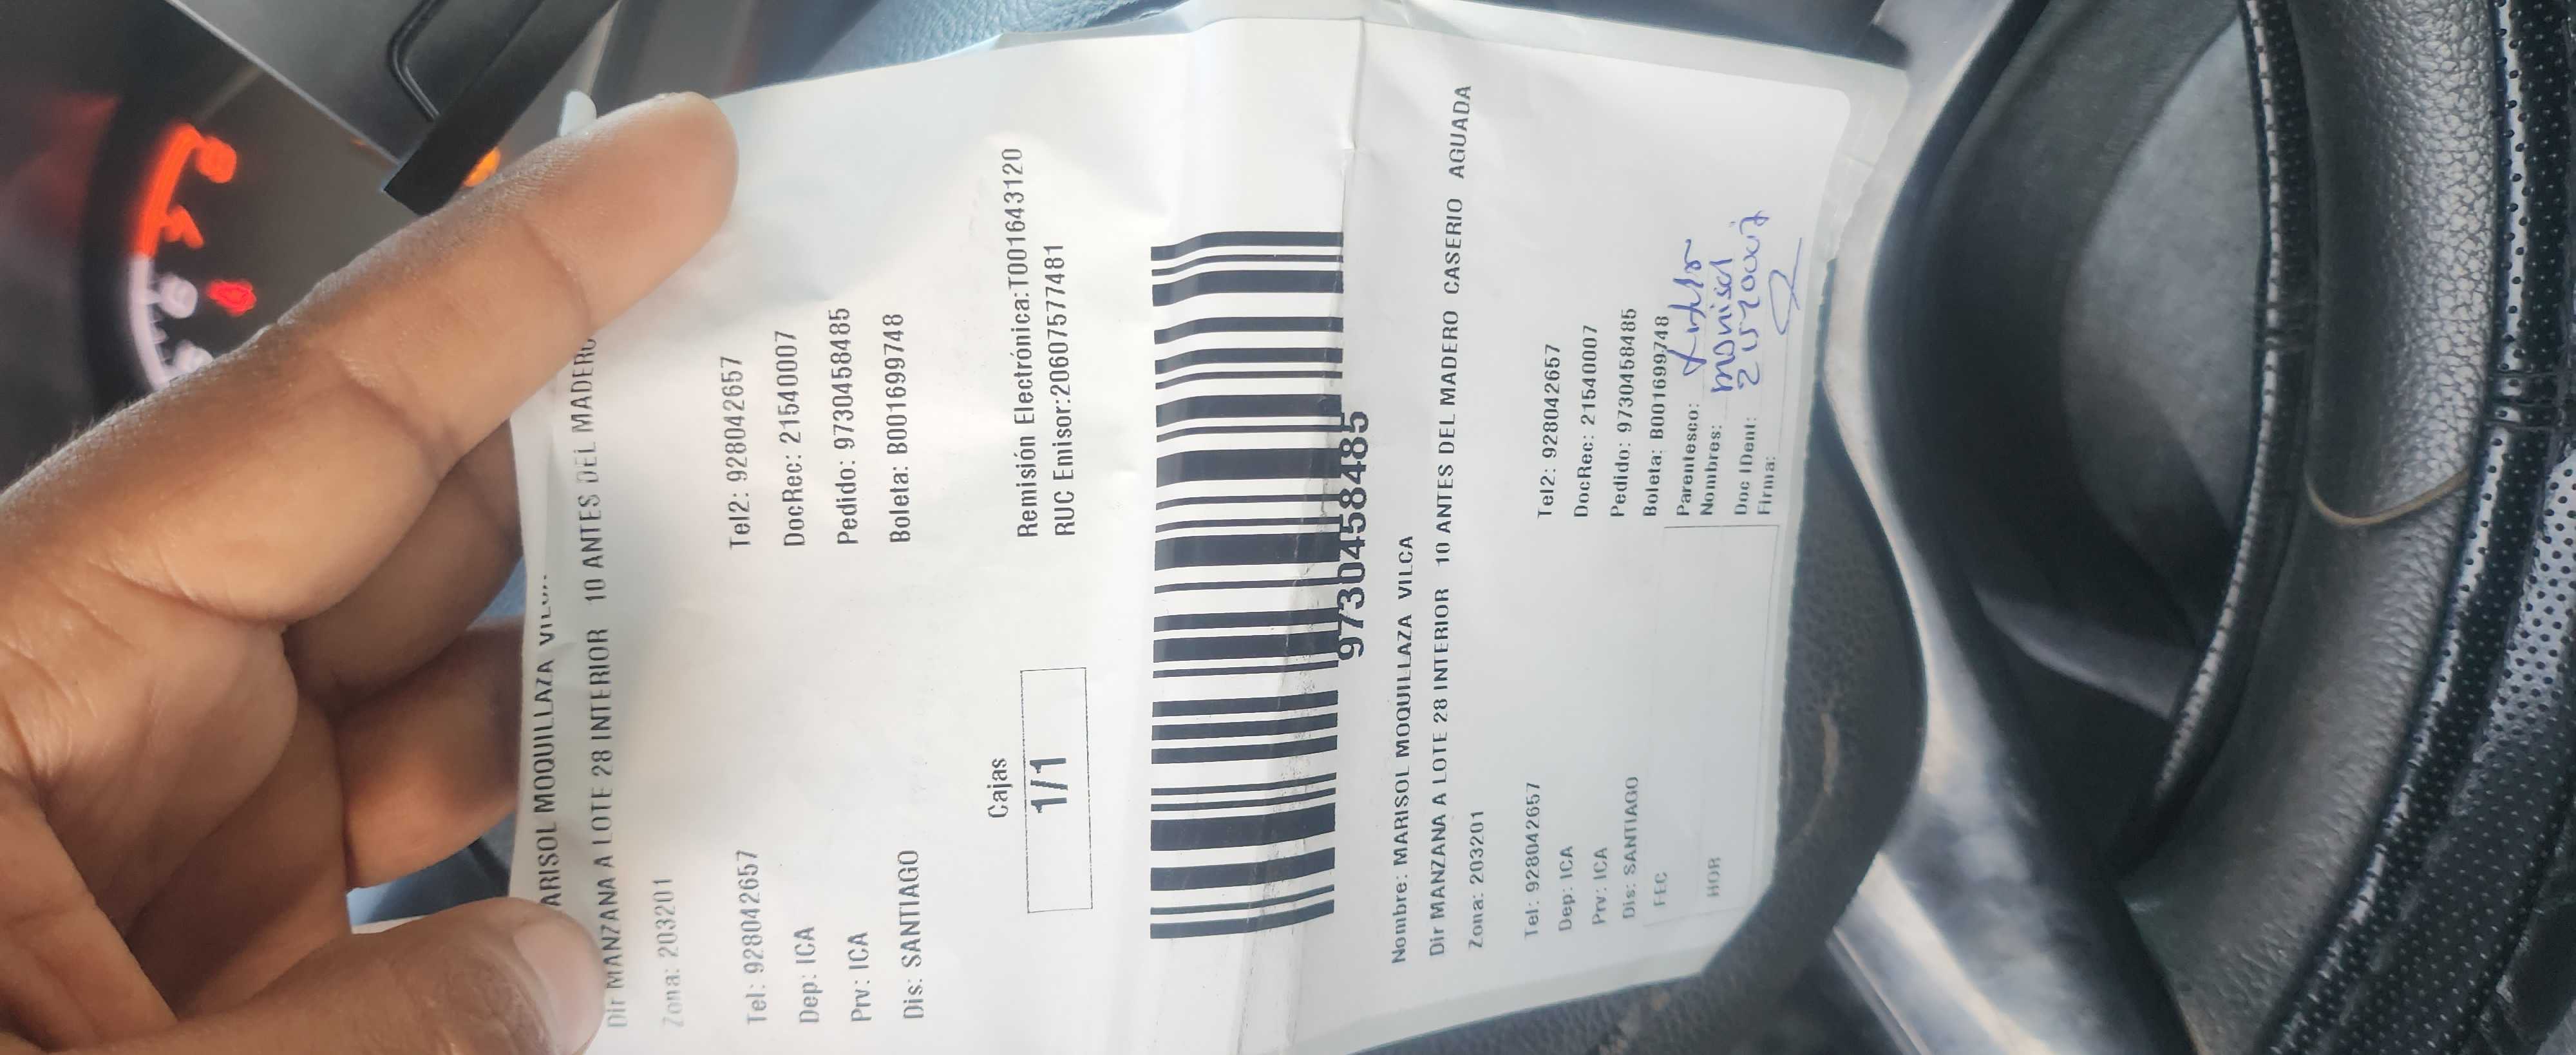 ARISOL MOQUILLAZA
Dir MANZANA A LOTE 28 INTERIOR 10 ANTES DEL MADERO
Zona: 203201
Tel: 928042657 Tel2: 928042657
Dep: ICA DocRec: 21540007
Prv: ICA Pedido: 9730458485
Dis: SANTIAGO Boleta: B001699748
Cajas
1/1
Remisión Electrónica:T001643120
RUC Emisor:20607577481
9730458485
Nombre: MARISOL MOQUILLAZA VILCA
Dir MANZANA A LOTE 28 INTERIOR 10 ANTES DEL MADERO CASERIO AGUADA
Zona: 203201
Tel: 928042657 Tel2: 928042657
Dep: ICA DocRec: 21540007
Prv: ICA Pedido: 9730458485
Dis: SANTIAGO Boleta: B001699748
FEC
HOR
Parentesco:
Nombres: Marisol
Doc IDent:
Firma: